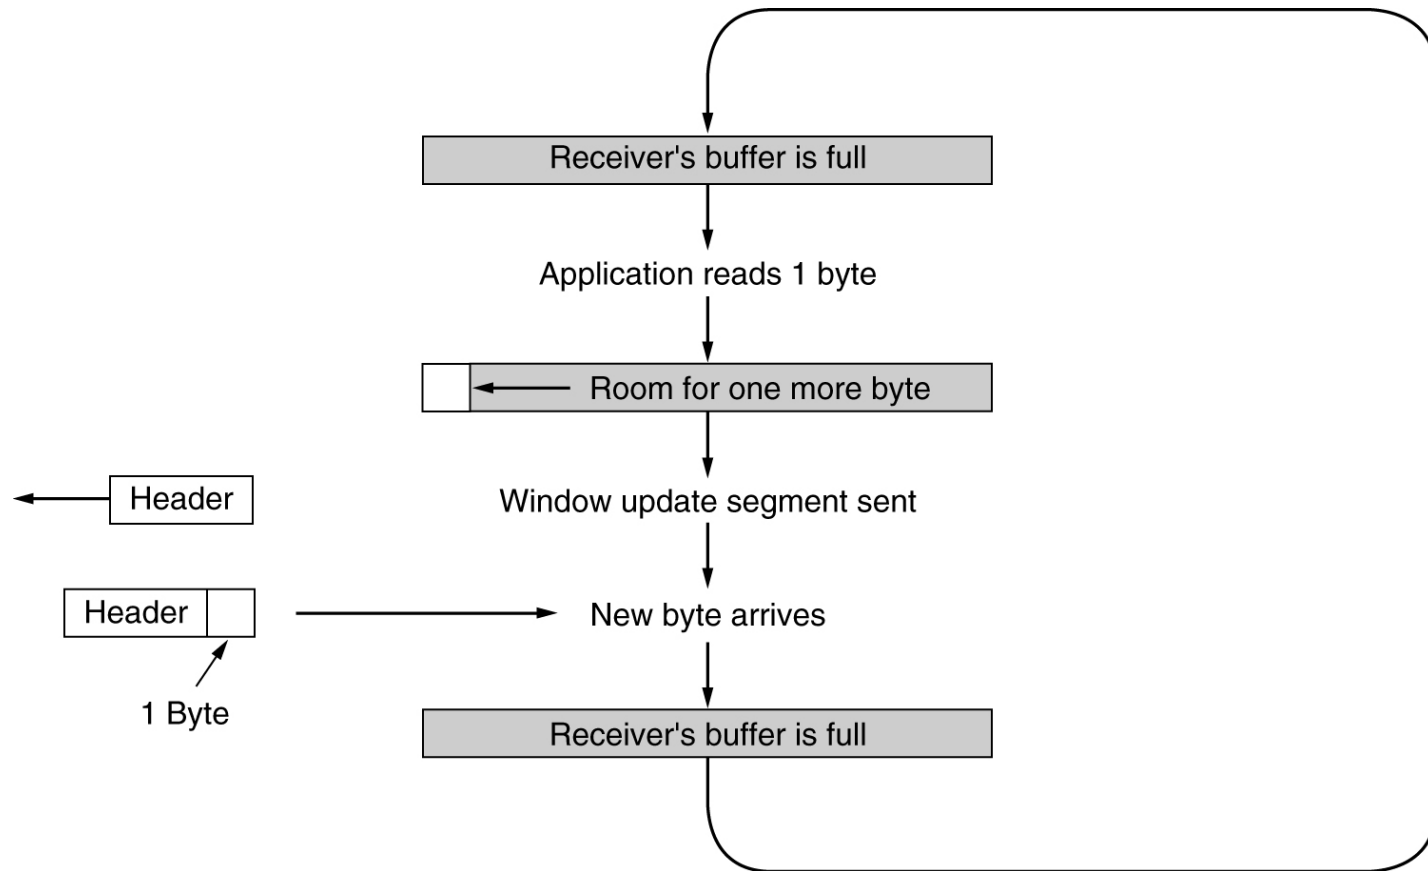 Receiver's buffer is full
Application reads 1 byte
Room for one more byte
Header
Window update segment sent
Header
New byte arrives
1 Byte
Receiver's buffer is full